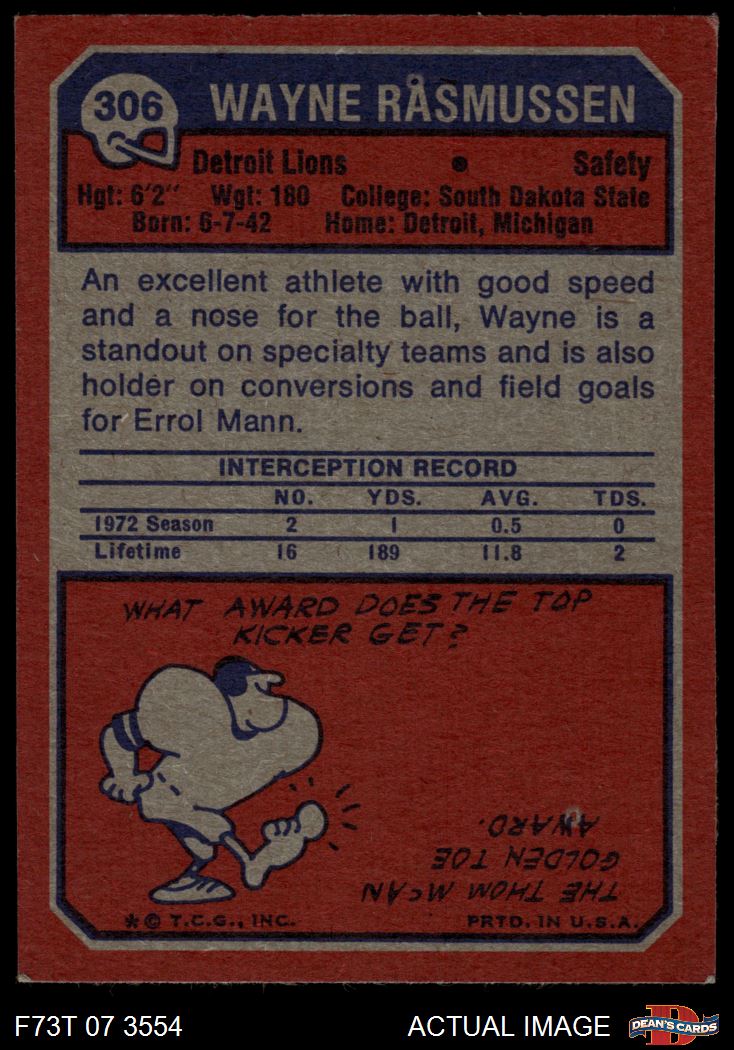 306 WAYNE RÅSMUSSEN
Detroit Lions • Safety
Hgt: 6'2" Wgt: 180 College: South Dakota State
Born: 6-7-42 Home: Detroit, Michigan
An excellent athlete with good speed
and a nose for the ball, Wayne is a
standout on specialty teams and is also
holder on conversions and field goals
for Errol Mann.
INTERCEPTION RECORD
NO. YDS. AVG. TDS.
1972 Season 2 1 0.5 0
Lifetime 16 189 11.8 2
WHAT AWARD DOES THE TOP
KICKER GET?
THE THOM McAN
GOLDEN TOE
AWARD.
* © T.C.G., INC. PRTD. IN U.S.A.
F73T 07 3554 ACTUAL IMAGE DEAN'S CARDS